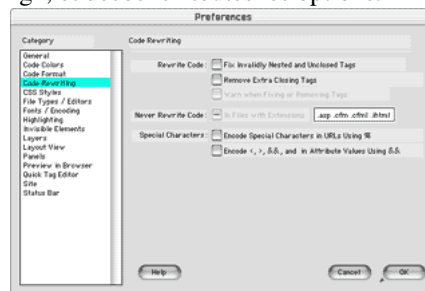 Preferences
Category
Code Rewriting
General
Code Colors
Code Format
Code Rewriting
CSS Styles
File Types / Editors
Fonts / Encoding
Highlighting
Invisible Elements
Layers
Layout View
Panels
Preview in Browser
Quick Tag Editor
Site
Status Bar
Rewrite Code: Fix Invalidly Nested and Unclosed Tags
Remove Extra Closing Tags
Warn when Fixing or Removing Tags
Never Rewrite Code: In Files with Extensions: .asp .cfm .cfml .ihtml
Special Characters: Encode Special Characters in URLs Using %
Encode <, >, &, and in Attribute Values Using &
Help
Cancel
OK